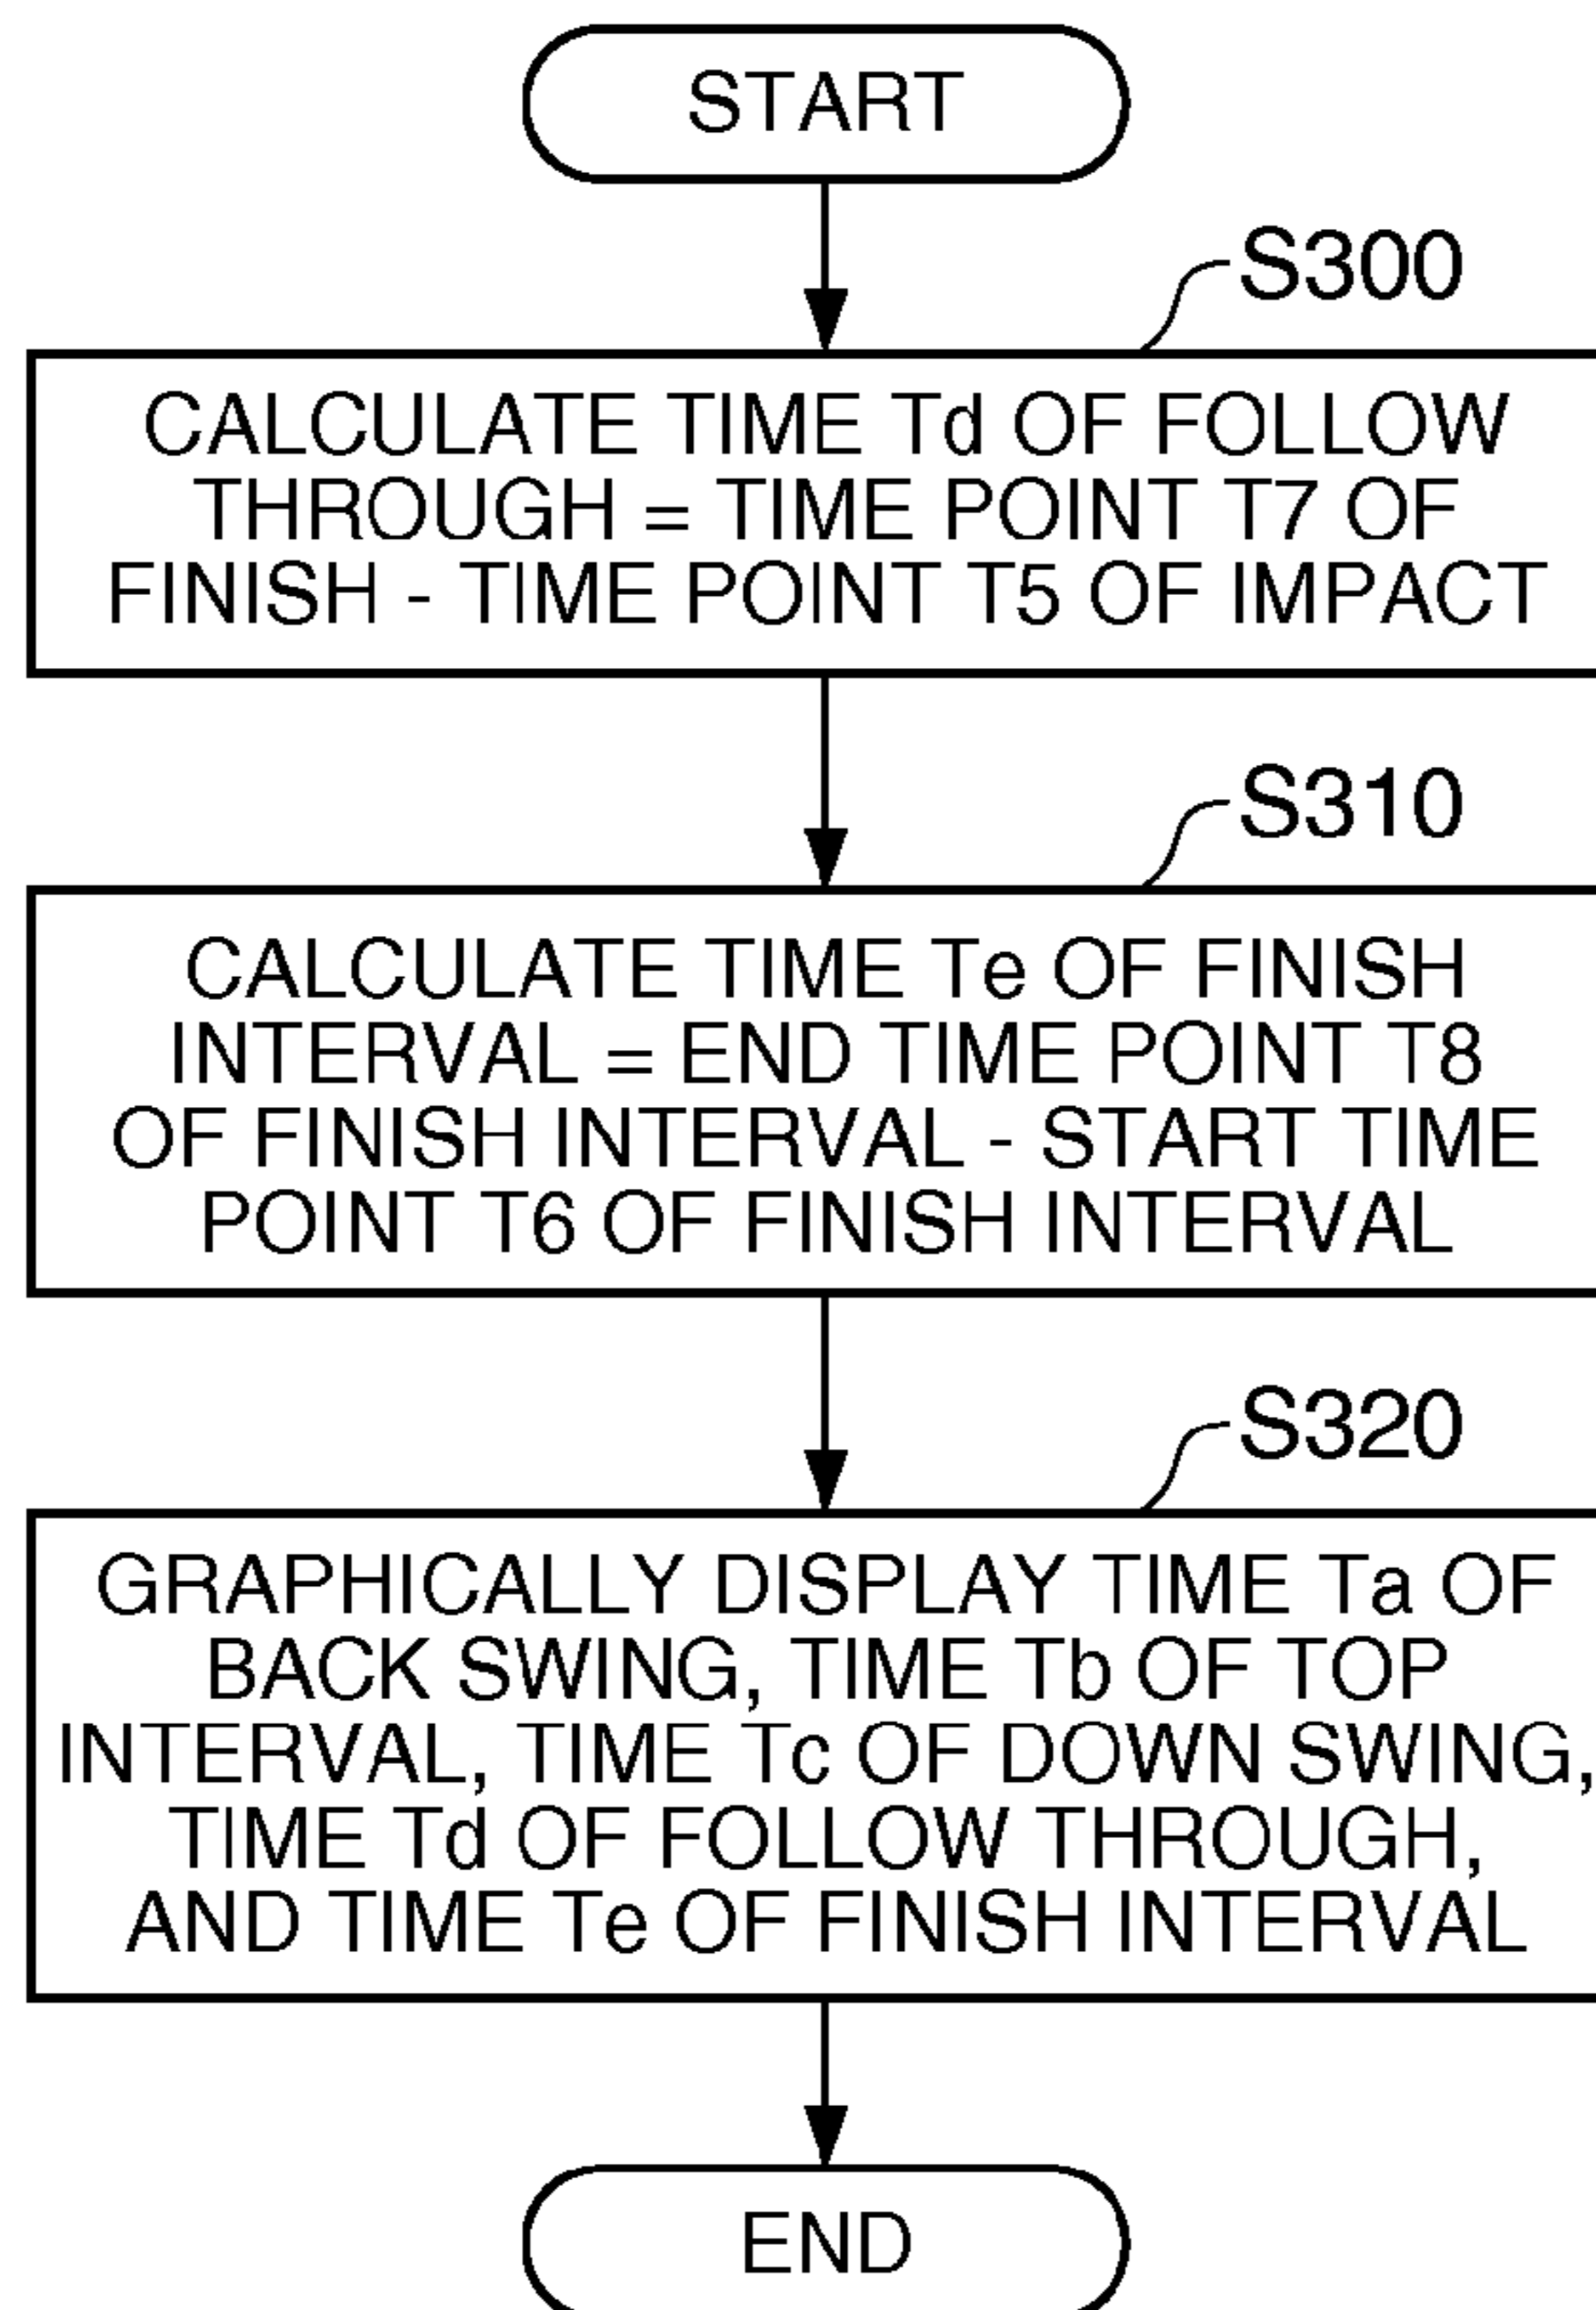 START
S300
CALCULATE TIME Td OF FOLLOW
THROUGH = TIME POINT T7 OF
FINISH - TIME POINT T5 OF IMPACT
S310
CALCULATE TIME Te OF FINISH
INTERVAL = END TIME POINT T8
OF FINISH INTERVAL - START TIME
POINT T6 OF FINISH INTERVAL
S320
GRAPHICALLY DISPLAY TIME Ta OF
BACK SWING, TIME Tb OF TOP
INTERVAL, TIME Tc OF DOWN SWING,
TIME Td OF FOLLOW THROUGH,
AND TIME Te OF FINISH INTERVAL
END